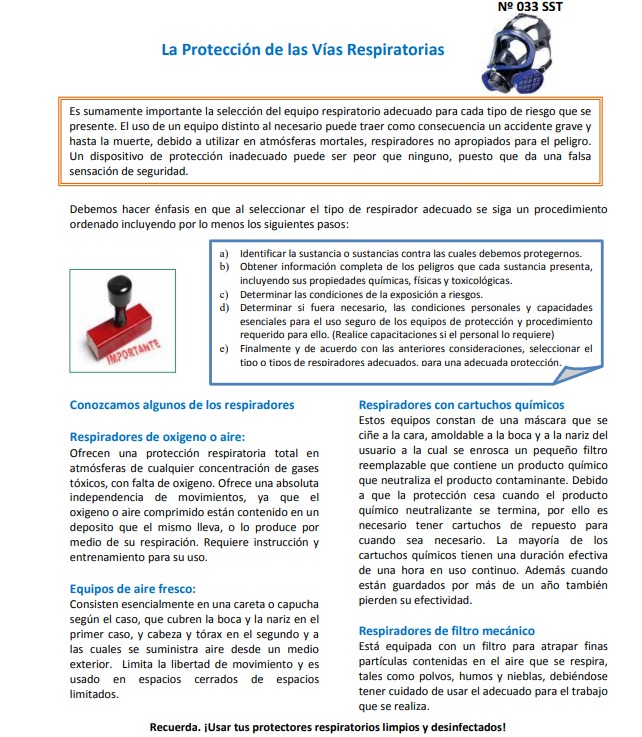 Nº 033 SST
La Protección de las Vías Respiratorias
Es sumamente importante la selección del equipo respiratorio adecuado para cada tipo de riesgo que se
presente. El uso de un equipo distinto al necesario puede traer como consecuencia un accidente grave y
hasta la muerte, debido a utilizar en atmósferas mortales, respiradores no apropiados para el peligro.
Un dispositivo de protección inadecuado puede ser peor que ninguno, puesto que da una falsa
sensación de seguridad.
Debemos hacer énfasis en que al seleccionar el tipo de respirador adecuado se siga un procedimiento
ordenado incluyendo por lo menos los siguientes pasos:
a) Identificar la sustancia o sustancias contra las cuales debemos protegernos.
b) Obtener información completa de los peligros que cada sustancia presenta,
incluyendo sus propiedades químicas, físicas y toxicológicas.
c) Determinar las condiciones de la exposición a riesgos.
d) Determinar si fuera necesario, las condiciones personales y capacidades
esenciales para el uso seguro de los equipos de protección y procedimiento
requerido para ello. (Realice capacitaciones si el personal lo requiere)
e) Finalmente y de acuerdo con las anteriores consideraciones, seleccionar el
tipo o tipos de respiradores adecuados, para una adecuada protección.
IMPORTANTE
Conozcamos algunos de los respiradores
Respiradores de oxigeno o aire:
Ofrecen una protección respiratoria total en
atmósferas de cualquier concentración de gases
tóxicos, con falta de oxigeno. Ofrece una absoluta
independencia de movimientos, ya que el
oxigeno o aire comprimido están contenido en un
deposito que el mismo lleva, o lo produce por
medio de su respiración. Requiere instrucción y
entrenamiento para su uso.
Equipos de aire fresco:
Consisten esencialmente en una careta o capucha
según el caso, que cubren la boca y la nariz en el
primer caso, y cabeza y tórax en el segundo y a
las cuales se suministra aire desde un medio
exterior. Limita la libertad de movimiento y es
usado en espacios cerrados de espacios
limitados.
Respiradores con cartuchos químicos
Estos equipos constan de una máscara que se
ciñe a la cara, amoldable a la boca y a la nariz del
usuario a la cual se enrosca un pequeño filtro
reemplazable que contiene un producto químico
que neutraliza el producto contaminante. Debido
a que la protección cesa cuando el producto
químico neutralizante se termina, por ello es
necesario tener cartuchos de repuesto para
cuando sea necesario. La mayoría de los
cartuchos químicos tienen una duración efectiva
de una hora en uso continuo. Además cuando
están guardados por más de un año también
pierden su efectividad.
Respiradores de filtro mecánico
Está equipada con un filtro para atrapar finas
partículas contenidas en el aire que se respira,
tales como polvos, humos y nieblas, debiéndose
tener cuidado de usar el adecuado para el trabajo
que se realiza.
Recuerda. ¡Usar tus protectores respiratorios limpios y desinfectados!